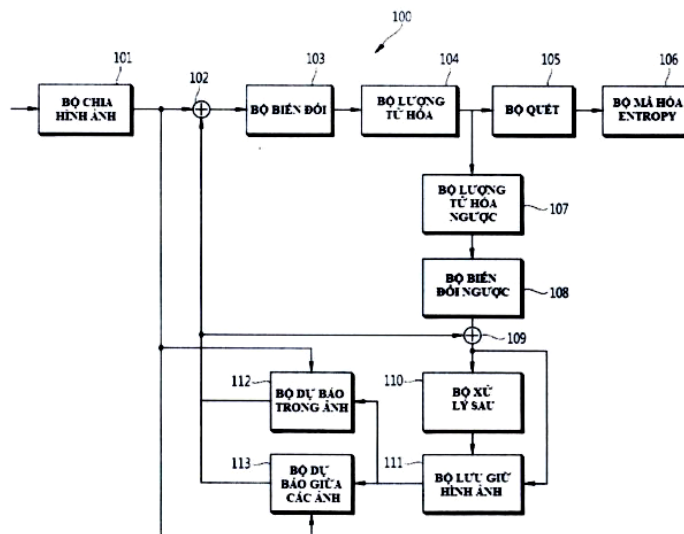 100
101
102
103
104
105
106
BỘ CHIA
HÌNH ẢNH
BỘ BIẾN ĐỔI
BỘ LƯỢNG
TỬ HÓA
BỘ QUÉT
BỘ MÃ HÓA
ENTROPY
BỘ LƯỢNG
TỬ HÓA
NGƯỢC
107
BỘ BIẾN
ĐỔI NGƯỢC
108
109
112
BỘ DỰ BÁO
TRONG ẢNH
110
BỘ XỬ
LÝ SAU
113
BỘ DỰ
BÁO GIỮA
CÁC ẢNH
111
BỘ LƯU GIỮ
HÌNH ẢNH